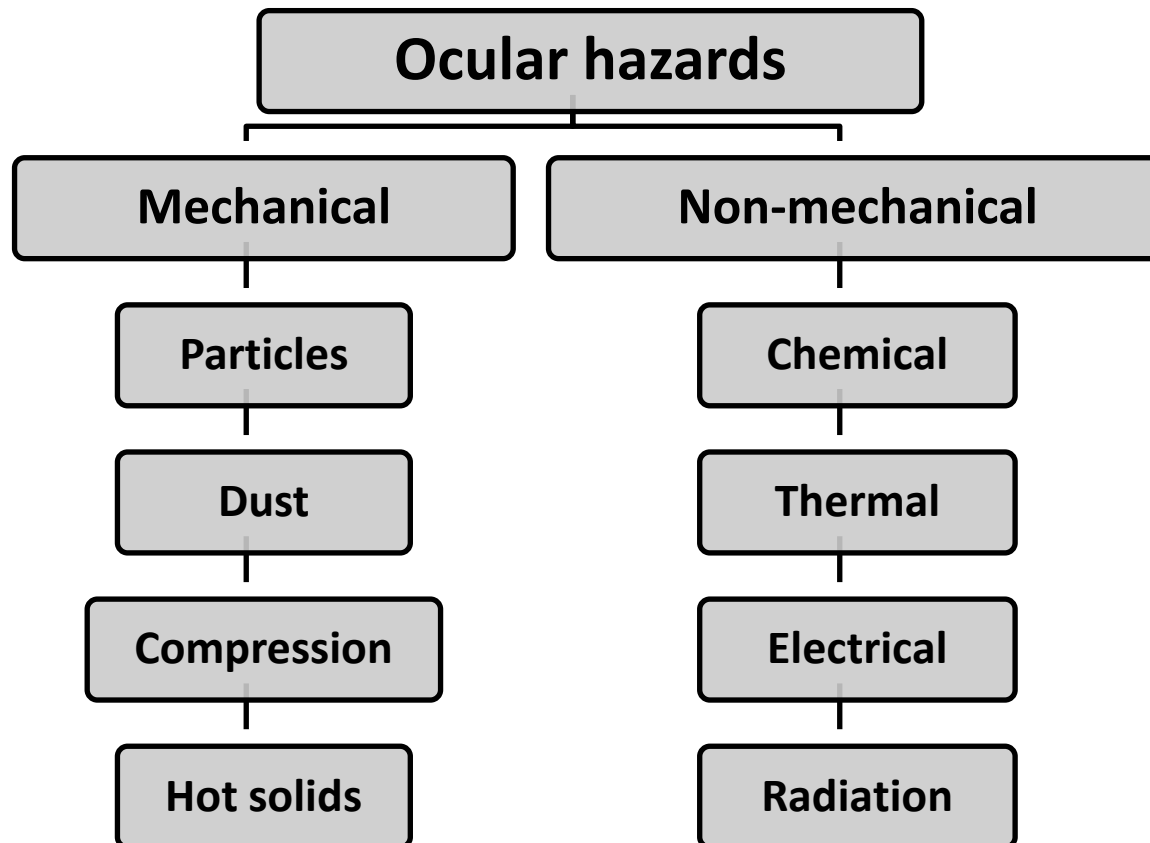 Ocular hazards
Mechanical
Non-mechanical
Particles
Chemical
Dust
Thermal
Compression
Electrical
Hot solids
Radiation